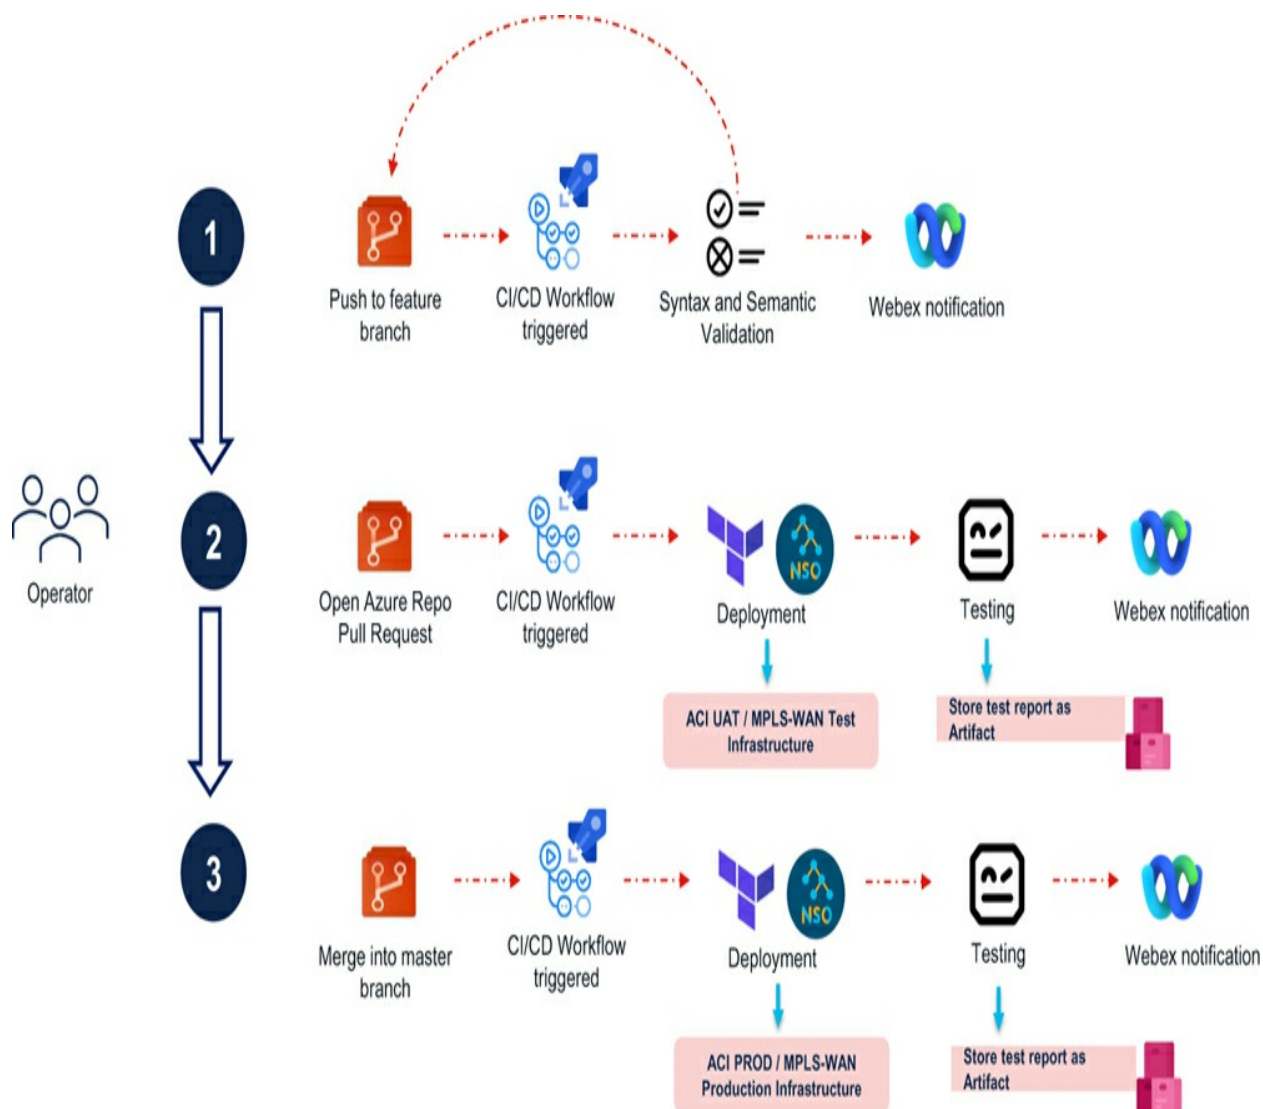 1
Push to feature
branch
CI/CD Workflow
triggered
Syntax and Semantic
Validation
Webex notification
Operator
2
Open Azure Repo
Pull Request
CI/CD Workflow
triggered
NSO
Deployment
Testing
Webex notification
ACI UAT / MPLS-WAN Test
Infrastructure
Store test report as
Artifact
3
Merge into master
branch
CI/CD Workflow
triggered
NSO
Deployment
Testing
Webex notification
ACI PROD / MPLS-WAN
Production Infrastructure
Store test report as
Artifact